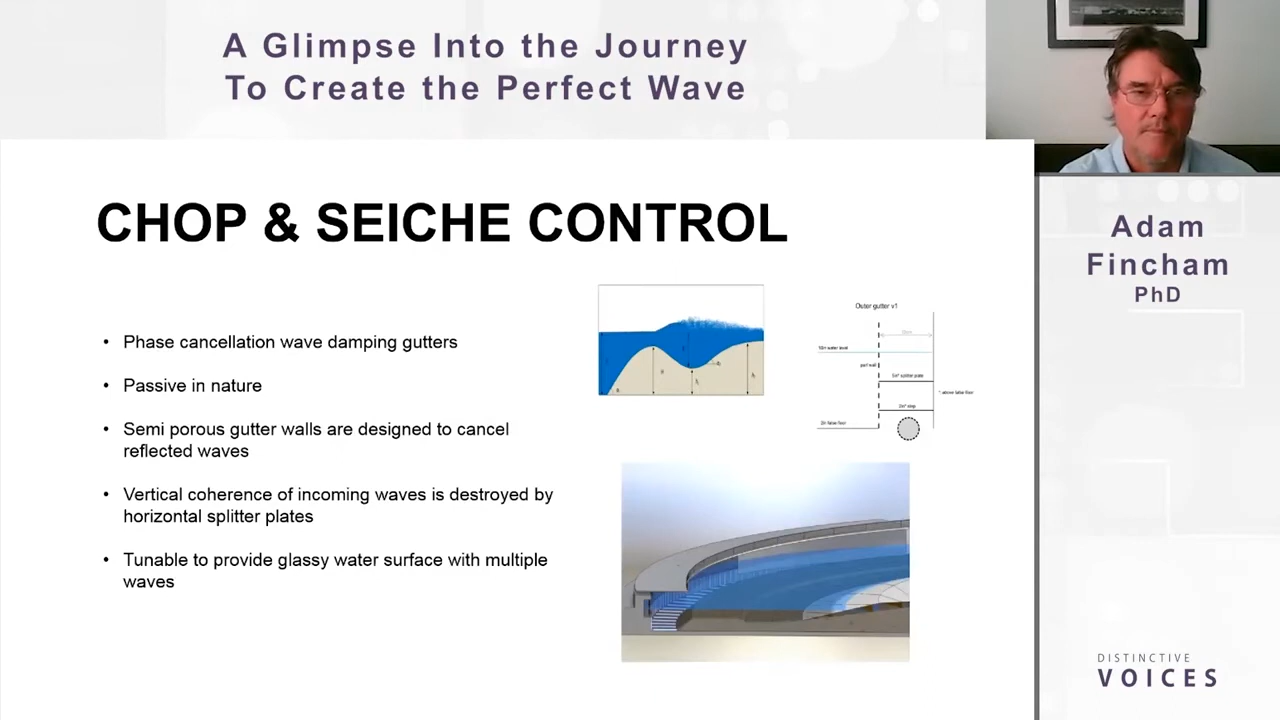 A Glimpse Into the Journey
To Create the Perfect Wave
CHOP & SEICHE CONTROL
• Phase cancellation wave damping gutters
• Passive in nature
• Semi porous gutter walls are designed to cancel
reflected waves
• Vertical coherence of incoming waves is destroyed by
horizontal splitter plates
• Tunable to provide glassy water surface with multiple
waves
Outer gutter v1
Adam
Fincham
PhD
DISTINCTIVE
VOICES